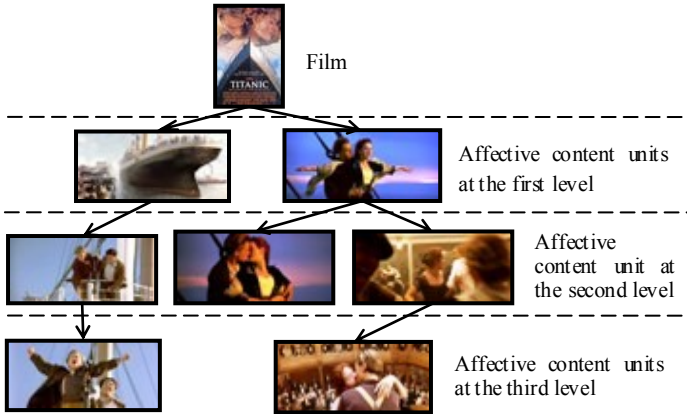 TITANIC
Film
Affective content units
at the first level
Affective
content unit at
the second level
Affective content units
at the third level